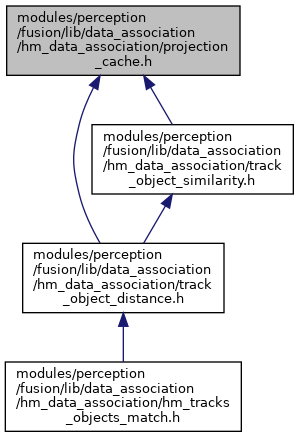 modules/perception
/fusion/lib/data_association
/hm_data_association/projection
_cache.h
modules/perception
/fusion/lib/data_association
/hm_data_association/track
_object_similarity.h
modules/perception
/fusion/lib/data_association
/hm_data_association/track
_object_distance.h
modules/perception
/fusion/lib/data_association
/hm_data_association/hm_tracks
_objects_match.h